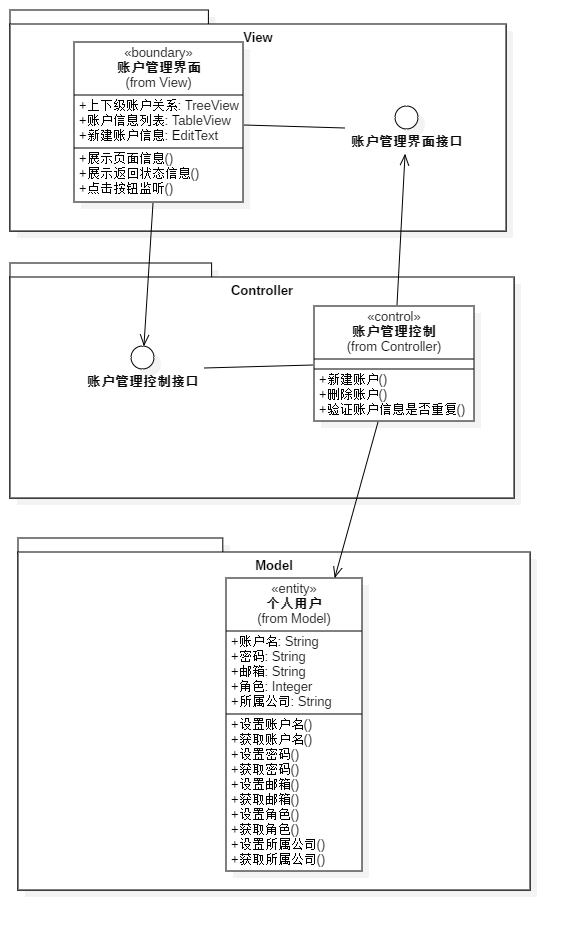 View
«boundary»
账户管理界面
(from View)
+上下级账户关系: TreeView
+账户信息列表: TableView
+新建账户信息: EditText
+展示页面信息()
+展示返回状态信息()
+点击按钮监听()
账户管理界面接口
Controller
«control»
账户管理控制
(from Controller)
+新建账户()
+删除账户()
+验证账户信息是否重复()
账户管理控制接口
Model
«entity»
个人用户
(from Model)
+账户名: String
+密码: String
+邮箱: String
+角色: Integer
+所属公司: String
+设置账户名()
+获取账户名()
+设置密码()
+获取密码()
+设置邮箱()
+获取邮箱()
+设置角色()
+获取角色()
+设置所属公司()
+获取所属公司()